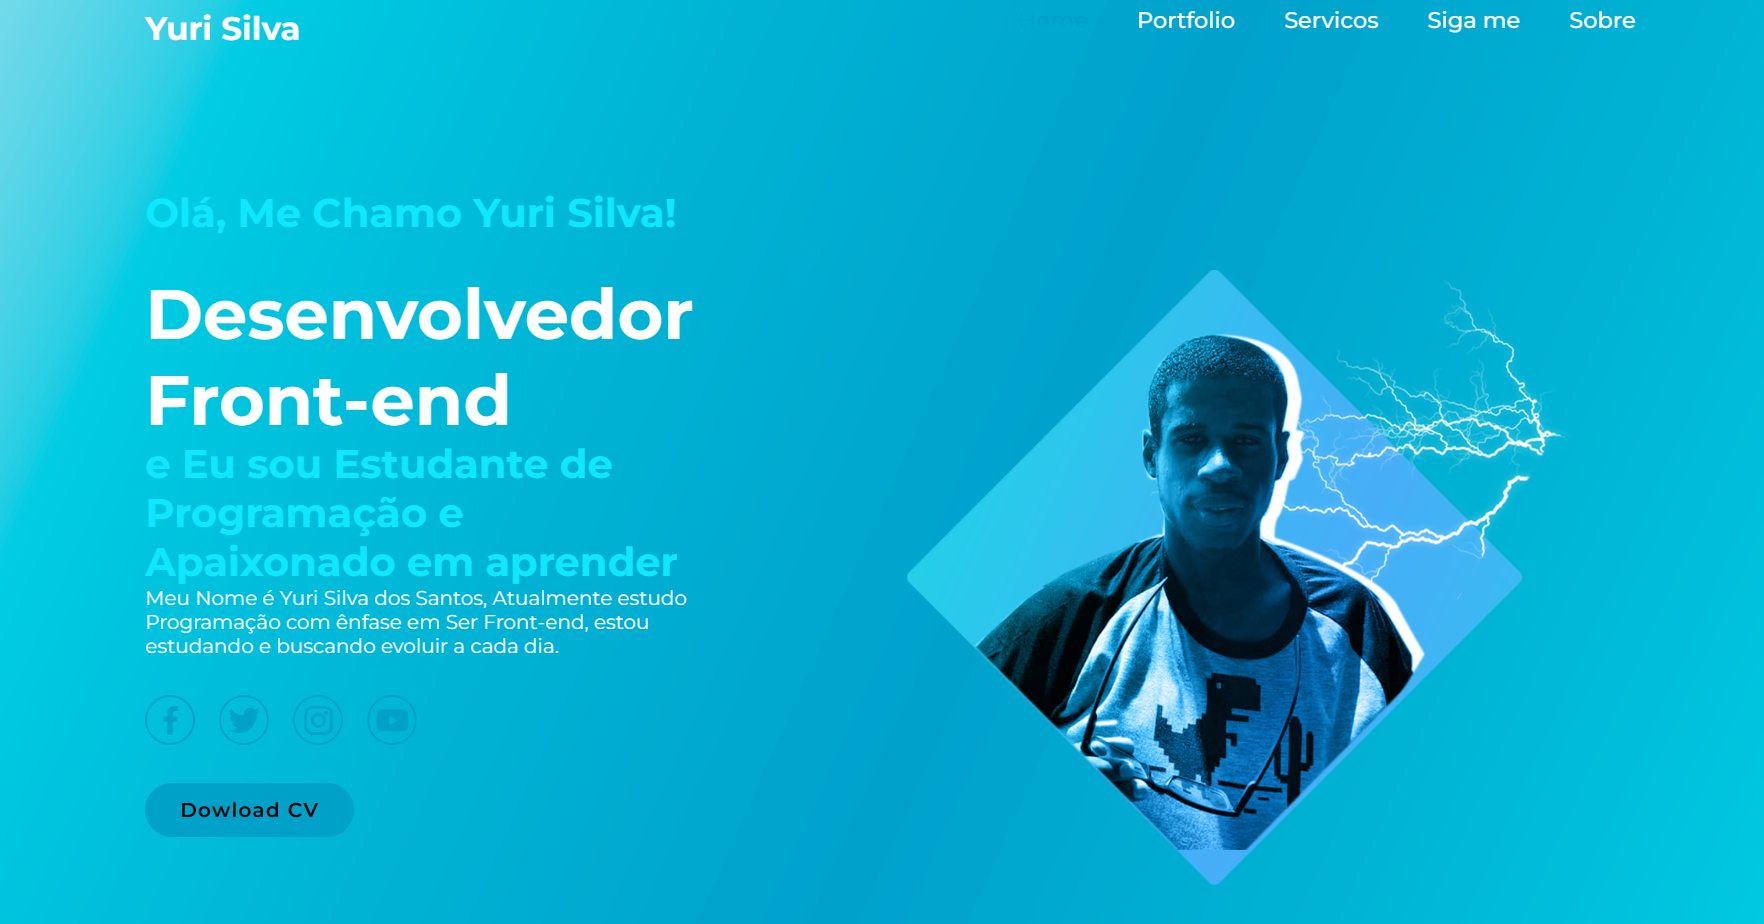 Yuri Silva
Home Portfolio Servicos Siga me Sobre
Olá, Me Chamo Yuri Silva!
Desenvolvedor
Front-end
e Eu sou Estudante de
Programação e
Apaixonado em aprender
Meu Nome é Yuri Silva dos Santos, Atualmente estudo
Programação com ênfase em Ser Front-end, estou
estudando e buscando evoluir a cada dia.
Dowload CV